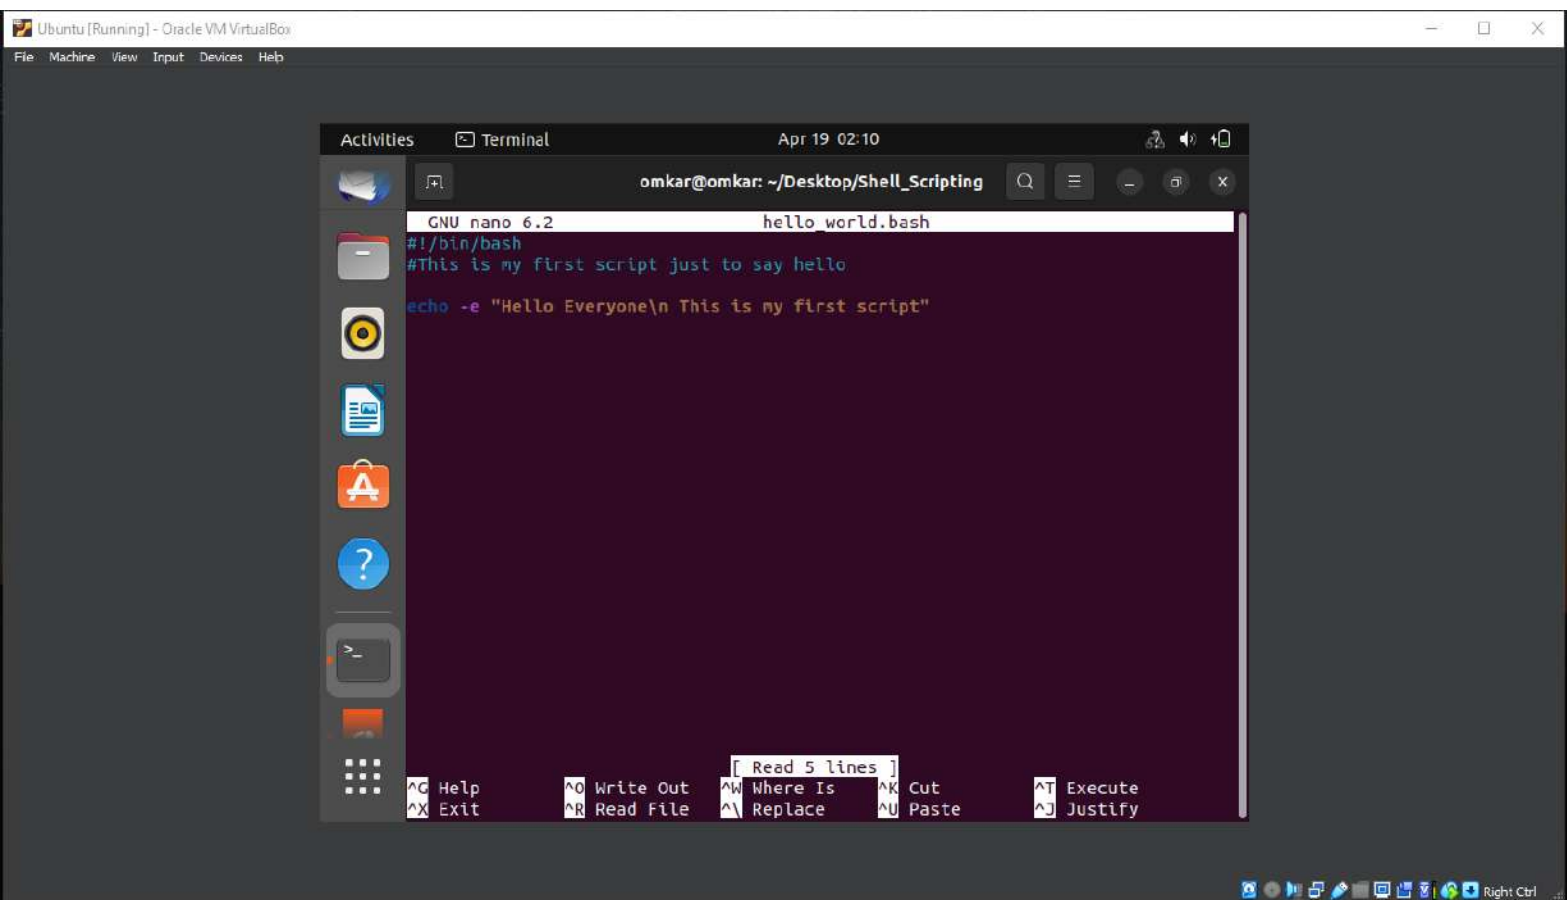 Ubuntu [Running] - Oracle VM VirtualBox
File Machine View Input Devices Help
Activities Terminal Apr 19 02:10
omkar@omkar: ~/Desktop/Shell_Scripting
GNU nano 6.2 hello_world.bash
#!/bin/bash
#This is my first script just to say hello
echo -e "Hello Everyone\n This is my first script"
[ Read 5 lines ]
^G Help ^O Write Out ^W Where Is ^K Cut ^T Execute
^X Exit ^R Read File ^\ Replace ^U Paste ^J Justify
Right Ctrl